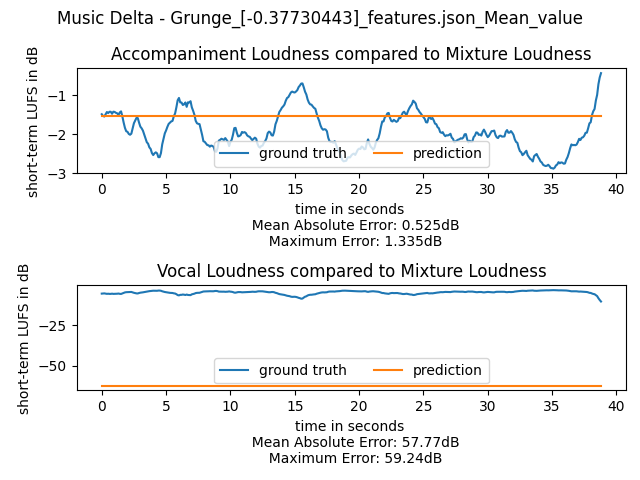 Music Delta - Grunge_[-0.37730443]_features.json_Mean_value
Accompaniment Loudness compared to Mixture Loudness
short-term LUFS in dB
−1
−2
−3
ground truth prediction
0 5 10 15 20 25 30 35 40
time in seconds
Mean Absolute Error: 0.525dB
Maximum Error: 1.335dB
Vocal Loudness compared to Mixture Loudness
short-term LUFS in dB
−25
−50
ground truth prediction
0 5 10 15 20 25 30 35 40
time in seconds
Mean Absolute Error: 57.77dB
Maximum Error: 59.24dB